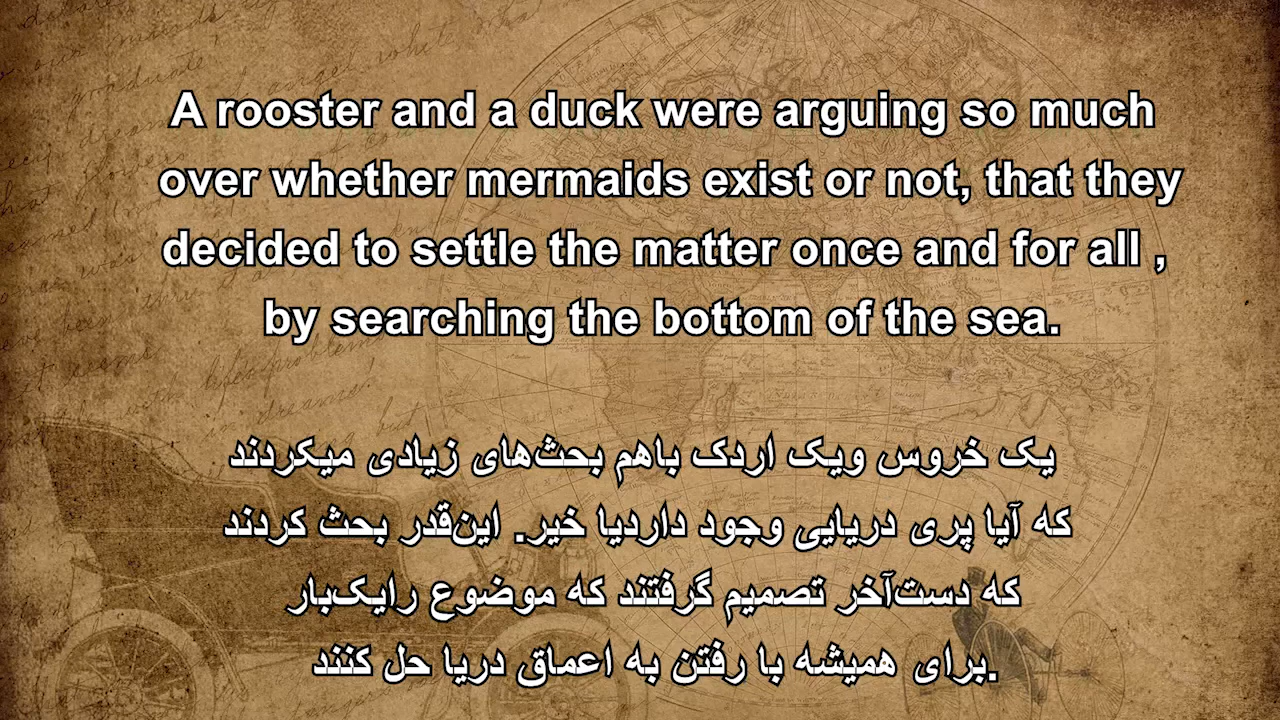 A rooster and a duck were arguing so much
over whether mermaids exist or not, that they
decided to settle the matter once and for all ,
by searching the bottom of the sea.
یک خروس ویک اردک باهم بحث‌های زیادی میکردند
که آیا پری دریایی وجود داردیا خیر. این‌قدر بحث کردند
که دست‌آخر تصمیم گرفتند که موضوع رایک‌بار
برای همیشه با رفتن به اعماق دریا حل کنند.